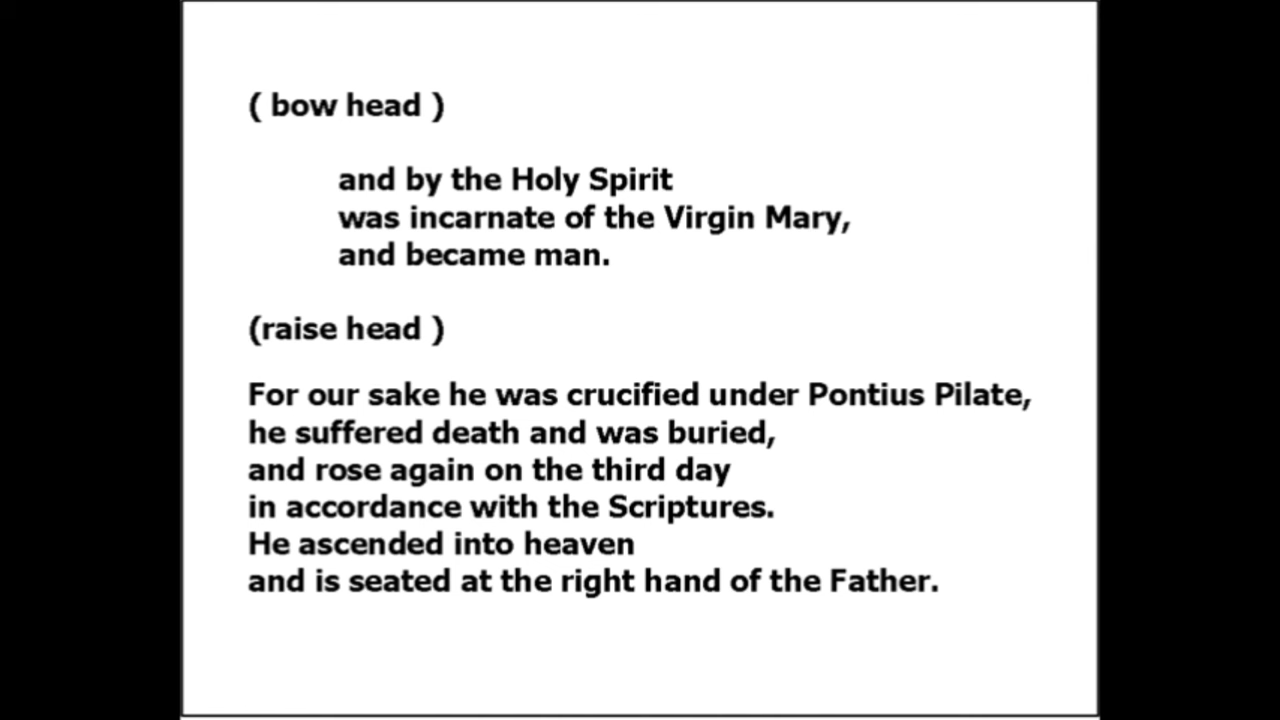 ( bow head )
and by the Holy Spirit
was incarnate of the Virgin Mary,
and became man.
(raise head )
For our sake he was crucified under Pontius Pilate,
he suffered death and was buried,
and rose again on the third day
in accordance with the Scriptures.
He ascended into heaven
and is seated at the right hand of the Father.